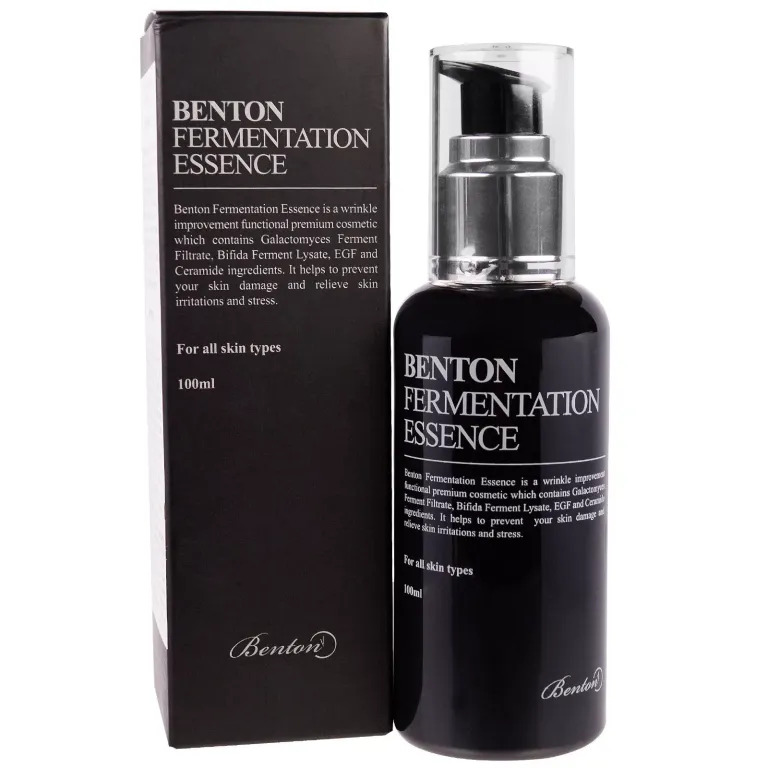 BENTON
FERMENTATION
ESSENCE
Benton Fermentation Essence is a wrinkle
improvement functional premium cosmetic
which contains Galactomyces Ferment
Filtrate, Bifida Ferment Lysate, EGF and
Ceramide ingredients. It helps to prevent
your skin damage and relieve skin
irritations and stress.
For all skin types
100ml
Benton
BENTON
FERMENTATION
ESSENCE
Benton Fermentation Essence is a wrinkle improvement
functional premium cosmetic which contains Galactomyces
Ferment Filtrate, Bifida Ferment Lysate, EGF and Ceramide
ingredients. It helps to prevent your skin damage and
relieve skin irritations and stress.
For all skin types
100ml
Benton